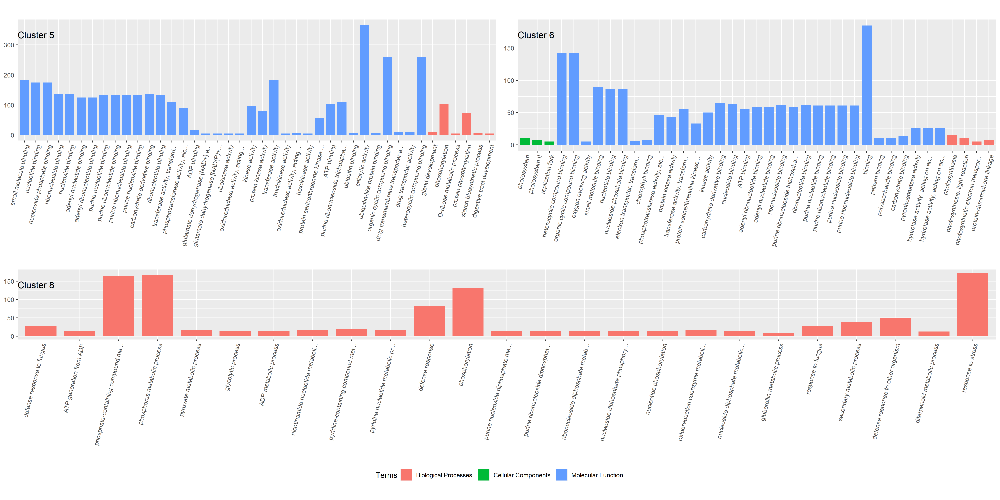 Cluster 5
300
200
100
0
small molecule binding
nucleotide binding
nucleoside phosphate binding
ribonucleoside binding
nucleoside binding
adenyl nucleotide binding
adenyl ribonucleotide binding
purine nucleotide binding
purine ribonucleotide binding
purine ribonucleoside binding
purine nucleoside binding
carbohydrate derivative binding
ribonucleotide binding
transferase activity, transferri...
phosphotransferase activity, alc...
ADP binding
glutamate dehydrogenase (NAD+) a...
glutamate dehydrogenase [NAD(P)+...
ribokinase activity
oxidoreductase activity, acting ...
kinase activity
protein kinase activity
transferase activity
fructokinase activity
oxidoreductase activity, acting ...
hexokinase activity
protein serine/threonine kinase ...
ATP binding
purine ribonucleoside triphospha...
ubiquitin binding
catalytic activity
ubiquitin-like protein binding
organic cyclic compound binding
drug transmembrane transporter a...
drug transporter activity
heterocyclic compound binding
gland development
phosphorylation
D-ribose metabolic process
protein phosphorylation
starch biosynthetic process
digestive tract development
Cluster 6
150
100
50
0
photosystem
photosystem II
replication fork
heterocyclic compound binding
organic cyclic compound binding
oxygen evolving activity
small molecule binding
nucleotide binding
nucleoside phosphate binding
electron transporter, transferri...
chlorophyll binding
phosphotransferase activity, alc...
protein kinase activity
transferase activity, transferri...
protein serine/threonine kinase ...
kinase activity
carbohydrate derivative binding
nucleoside binding
ATP binding
adenyl ribonucleotide binding
adenyl nucleotide binding
ribonucleoside binding
purine ribonucleoside triphospha...
ribonucleotide binding
purine nucleotide binding
purine ribonucleotide binding
purine nucleoside binding
purine ribonucleoside binding
binding
pattern binding
polysaccharide binding
carbohydrate binding
pyrophosphatase activity
hydrolase activity, acting on ac...
hydrolase activity, acting on ac...
photosynthesis
photosynthesis, light reaction
photosynthetic electron transpor...
protein-chromophore linkage
Cluster 8
150
100
50
0
defense response to fungus
ATP generation from ADP
phosphate-containing compound me...
phosphorus metabolic process
pyruvate metabolic process
glycolytic process
ADP metabolic process
nicotinamide nucleotide metaboli...
pyridine-containing compound met...
pyridine nucleotide metabolic pr...
defense response
phosphorylation
purine nucleoside diphosphate me...
purine ribonucleoside diphosphat...
ribonucleoside diphosphate metab...
nucleoside diphosphate phosphory...
nucleotide phosphorylation
oxidoreduction coenzyme metaboli...
nucleoside diphosphate metabolic...
gibberellin metabolic process
response to fungus
secondary metabolic process
defense response to other organism
diterpenoid metabolic process
response to stress
Terms Biological Processes Cellular Components Molecular Function